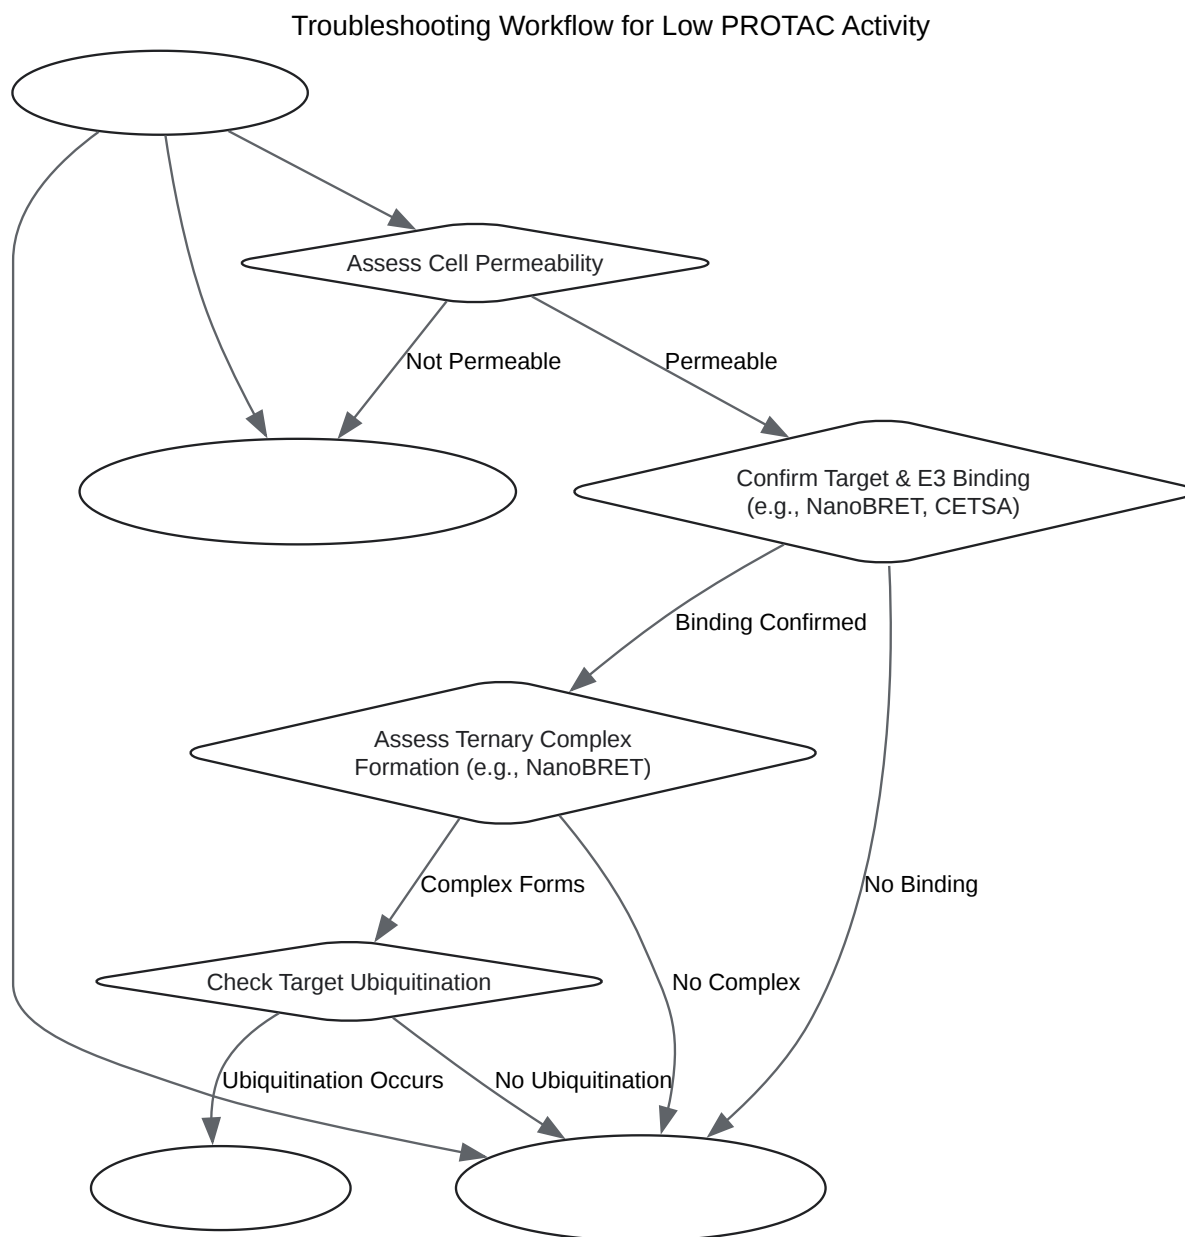 Troubleshooting Workflow for Low PROTAC Activity
Assess Cell Permeability
Not Permeable
Permeable
Confirm Target & E3 Binding
(e.g., NanoBRET, CETSA)
Binding Confirmed
Assess Ternary Complex
Formation (e.g., NanoBRET)
Complex Forms
No Binding
Check Target Ubiquitination
No Complex
Ubiquitination Occurs
No Ubiquitination